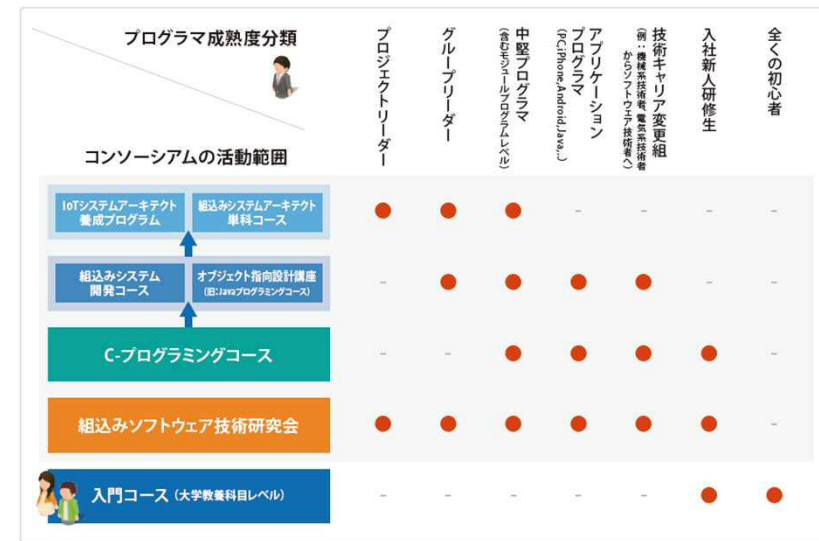 プログラマ成熟度分類
コンソーシアムの活動範囲
プロジェクトリーダー
グループリーダー
中堅プログラマ
(含むモジュールプログラムレベル)
アプリケーション
プログラマ
(PC,iPhone,Android,Java,...)
技術キャリア変更組
(例:機械系技術者、電気系技術者
からソフトウェア技術者へ)
入社新人研修生
全くの初心者
IoTシステムアーキテクト
養成プログラム
組込みシステムアーキテクト
単科コース
● ● ● - - - -
組込みシステム
開発コース
オブジェクト指向設計講座
(旧:Javaプログラミングコース)
- ● ● ● ● - -
C-プログラミングコース
- - ● ● ● ● -
組込みソフトウェア技術研究会
● ● ● ● ● ● -
入門コース(大学教養科目レベル)
- - - - - ● ●